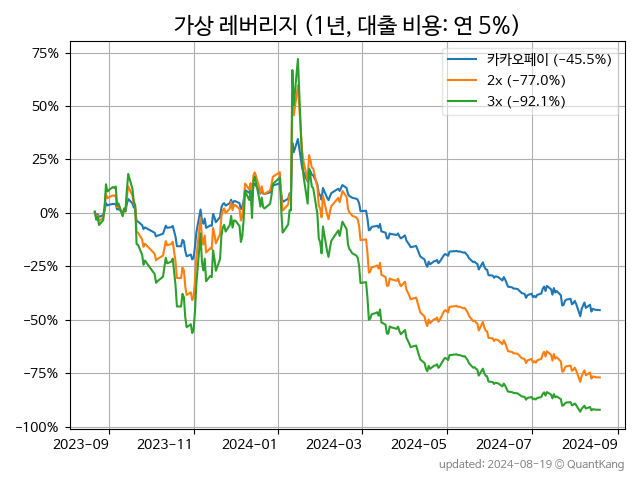 가상 레버리지 (1년, 대출 비용: 연 5%)
75%
50%
25%
0%
−25%
−50%
−75%
−100%
카카오페이 (−45.5%)
2x (−77.0%)
3x (−92.1%)
2023-09 2023-11 2024-01 2024-03 2024-05 2024-07 2024-09
updated: 2024-08-19 © QuantKang